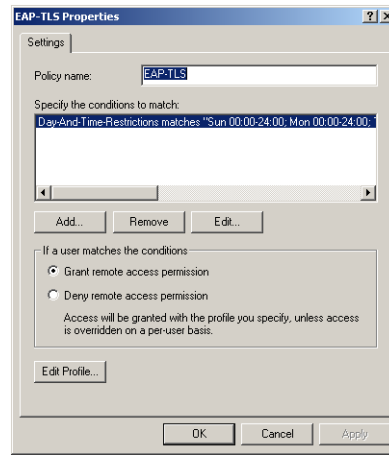 EAP-TLS Properties
Settings
Policy name: EAP-TLS
Specify the conditions to match:
Day-And-Time-Restrictions matches "Sun 00:00-24:00; Mon 00:00-24:00;
Add... Remove Edit...
If a user matches the conditions
Grant remote access permission
Deny remote access permission
Access will be granted with the profile you specify, unless access
is overridden on a per-user basis.
Edit Profile...
OK Cancel Apply